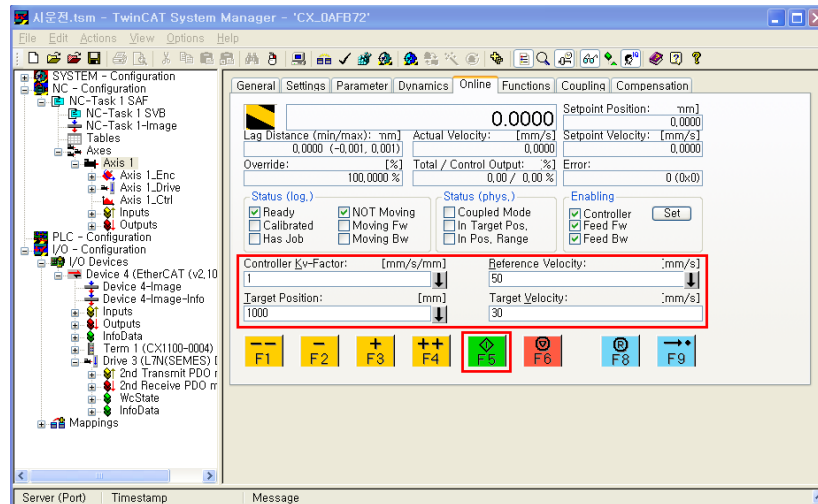 시운전.tsm - TwinCAT System Manager - 'CX_0AFB72'
File Edit Actions View Options Help
SYSTEM - Configuration
NC - Configuration
NC-Task 1 SAF
NC-Task 1 SVB
NC-Task 1-Image
Tables
Axes
Axis 1
Axis 1_Enc
Axis 1_Drive
Axis 1_Ctrl
Inputs
Outputs
PLC - Configuration
I/O - Configuration
I/O Devices
Device 4 (EtherCAT (v2,10
Device 4-Image
Device 4-Image-Info
Inputs
Outputs
InfoData
Term 1 (CX1100-0004)
Drive 3 (L7N(SEMES) [
2nd Transmit PDO r
2nd Receive PDO m
WcState
InfoData
Mappings
General Settings Parameter Dynamics Online Functions Coupling Compensation
0.0000
Setpoint Position: mm]
0,0000
Lag Distance (min/max): mm] Actual Velocity: [mm/s] Setpoint Velocity: [mm/s]
0,0000 (-0,001, 0,001) 0,0000 0,0000
Override: [%] Total / Control Output: %] Error:
100,0000 % 0,00 / 0,00 % 0 (0x0)
Status (log,) Status (phys,) Enabling
Ready NOT Moving Coupled Mode Controller Set
Calibrated Moving Fw In Target Pos, Feed Fw
Has Job Moving Bw In Pos, Range Feed Bw
Controller Kv-Factor: [mm/s/mm] Reference Velocity: [mm/s]
1 50
Target Position: [mm] Target Velocity: [mm/s]
1000 30
-- - + ++ R
F1 F2 F3 F4 F5 F6 F8 F9
Server (Port) Timestamp Message